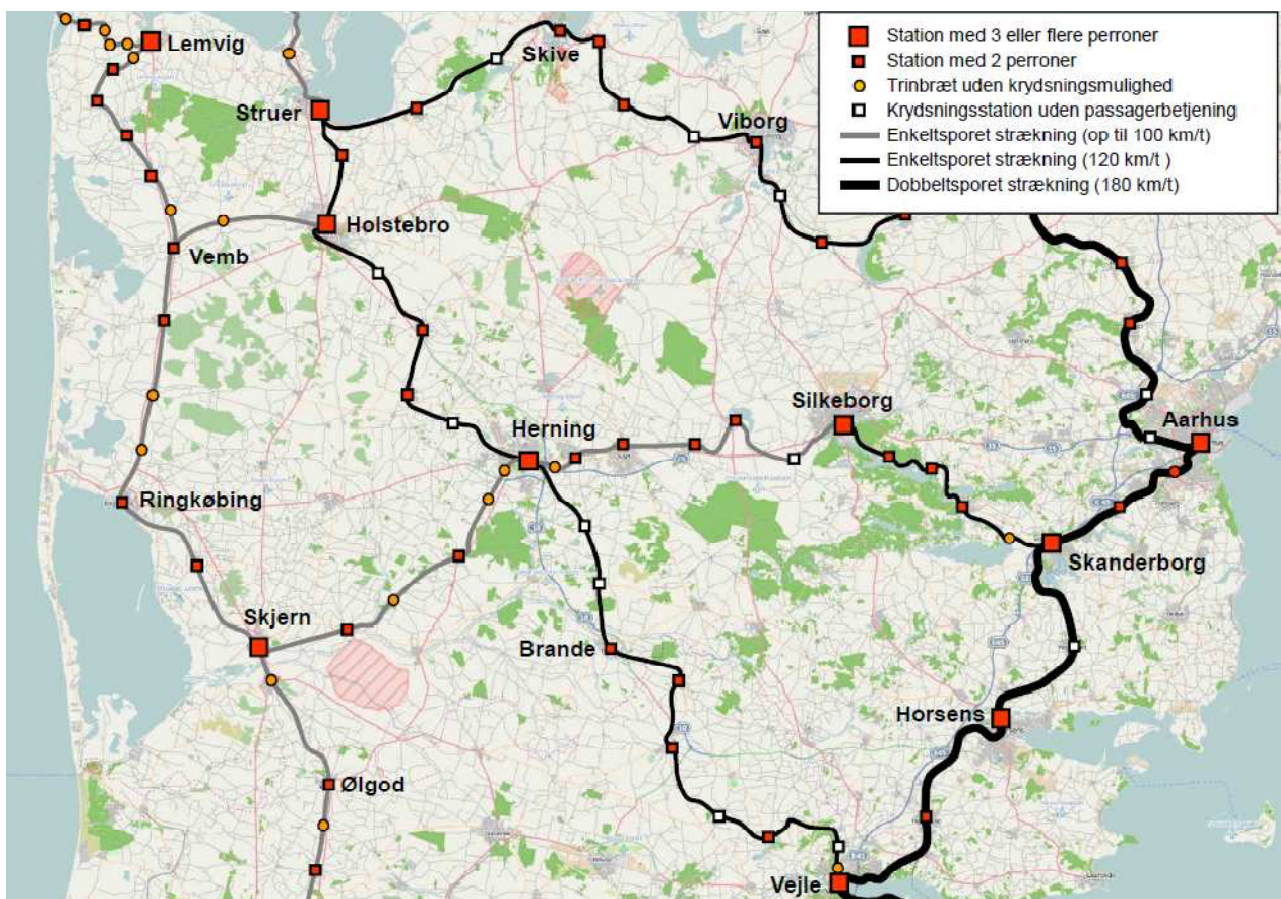 Station med 3 eller flere perroner
Station med 2 perroner
Trinbræt uden krydsningsmulighed
Krydsningsstation uden passagerbetjening
Enkeltsporet strækning (op til 100 km/t)
Enkeltsporet strækning (120 km/t )
Dobbeltsporet strækning (180 km/t)
Lemvig
Skive
Struer
Viborg
Holstebro
Vemb
Silkeborg
Herning
Aarhus
Ringkøbing
Skanderborg
Skjern
Brande
Horsens
Ølgod
Vejle